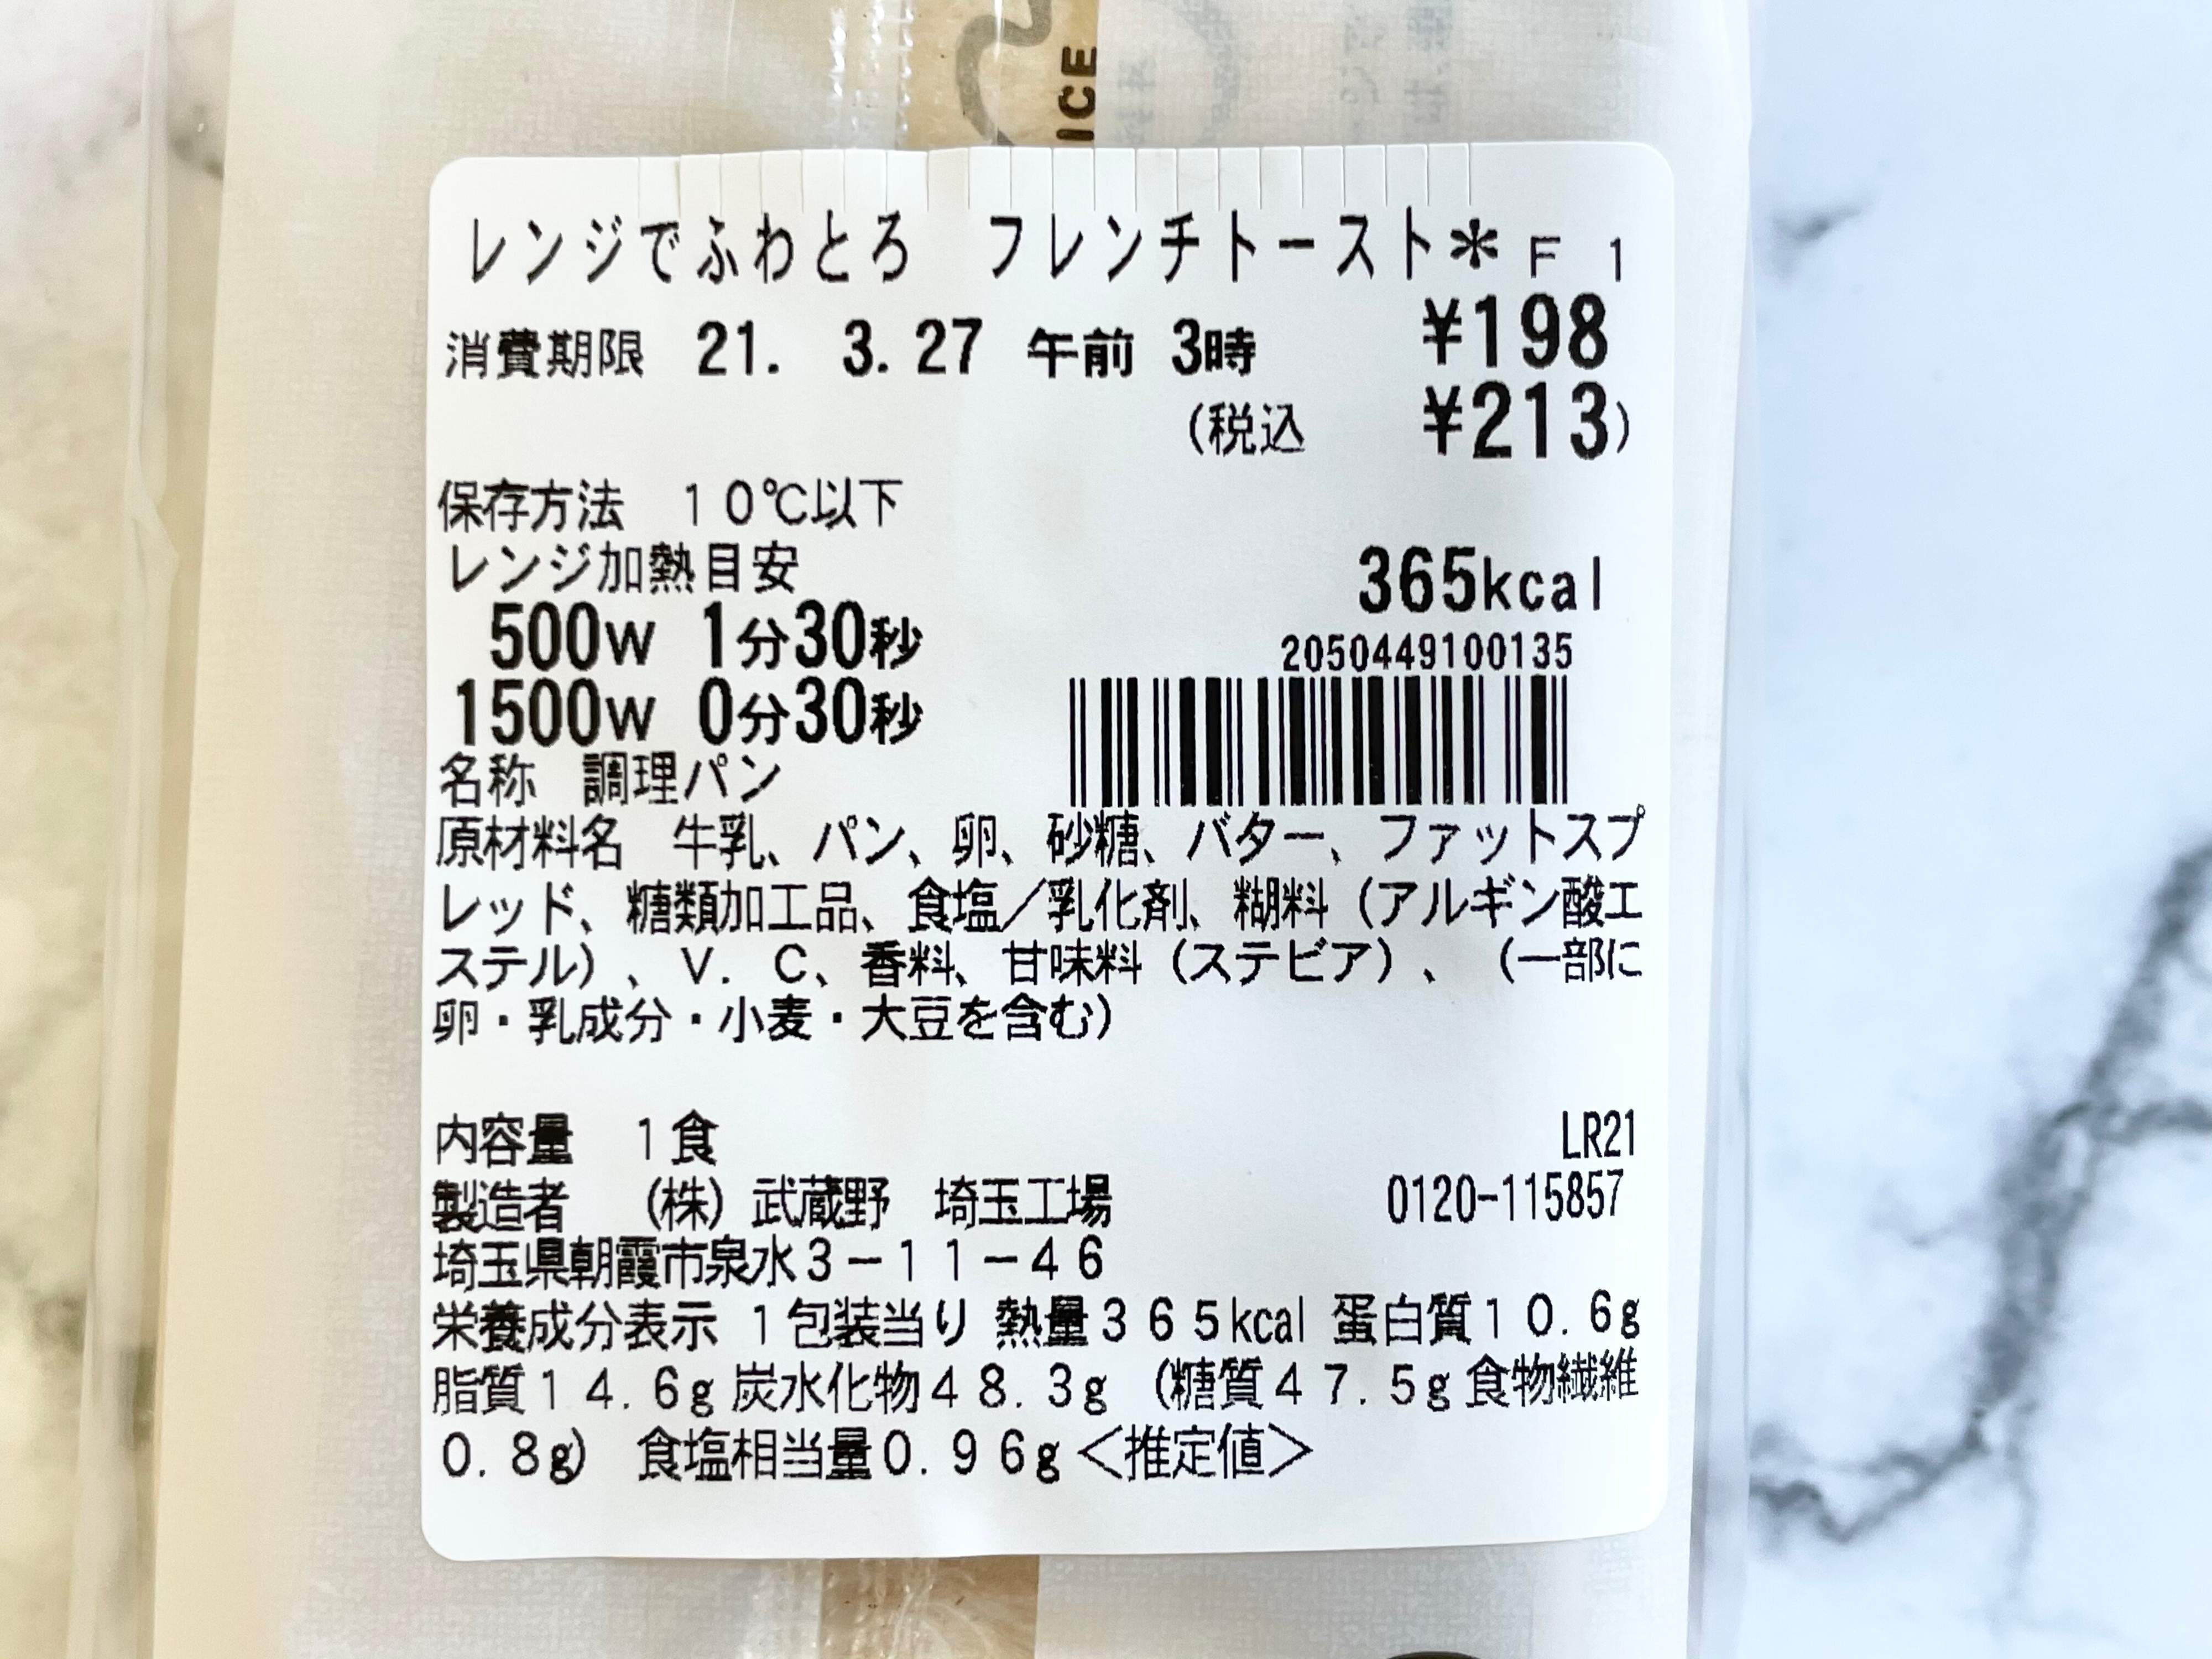 ICE
レンジでふわとろ　フレンチトースト＊Ｆ１
消費期限 21. 3.27 午前 3時 ¥198
(税込 ¥213)
保存方法　１０℃以下
レンジ加熱目安 365kcal
500W 1分30秒 2050449100135
1500W 0分30秒
名称　調理パン
原材料名　牛乳、パン、卵、砂糖、バター、ファットスプ
レッド、糖類加工品、食塩／乳化剤、糊料（アルギン酸エ
ステル）、Ｖ．Ｃ、香料、甘味料（ステビア）、（一部に
卵・乳成分・小麦・大豆を含む）
内容量　１食 LR21
製造者　（株）武蔵野　埼玉工場 0120-115857
埼玉県朝霞市泉水３－１１－４６
栄養成分表示 １包装当り 熱量３６５kcal 蛋白質１０．６g
脂質１４．６g 炭水化物４８．３g（糖質４７．５g 食物繊維
０．８g）　食塩相当量０．９６g＜推定値＞